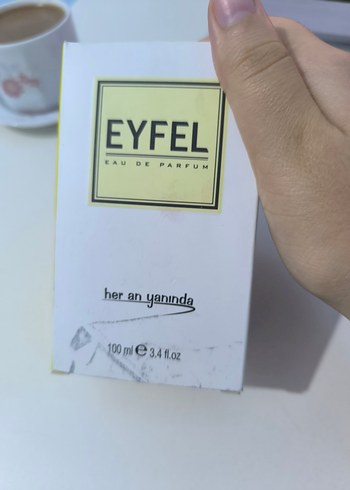 EYFEL
EAU DE PARFUM
her an yanında
100 ml ℮ 3.4 fl.oz